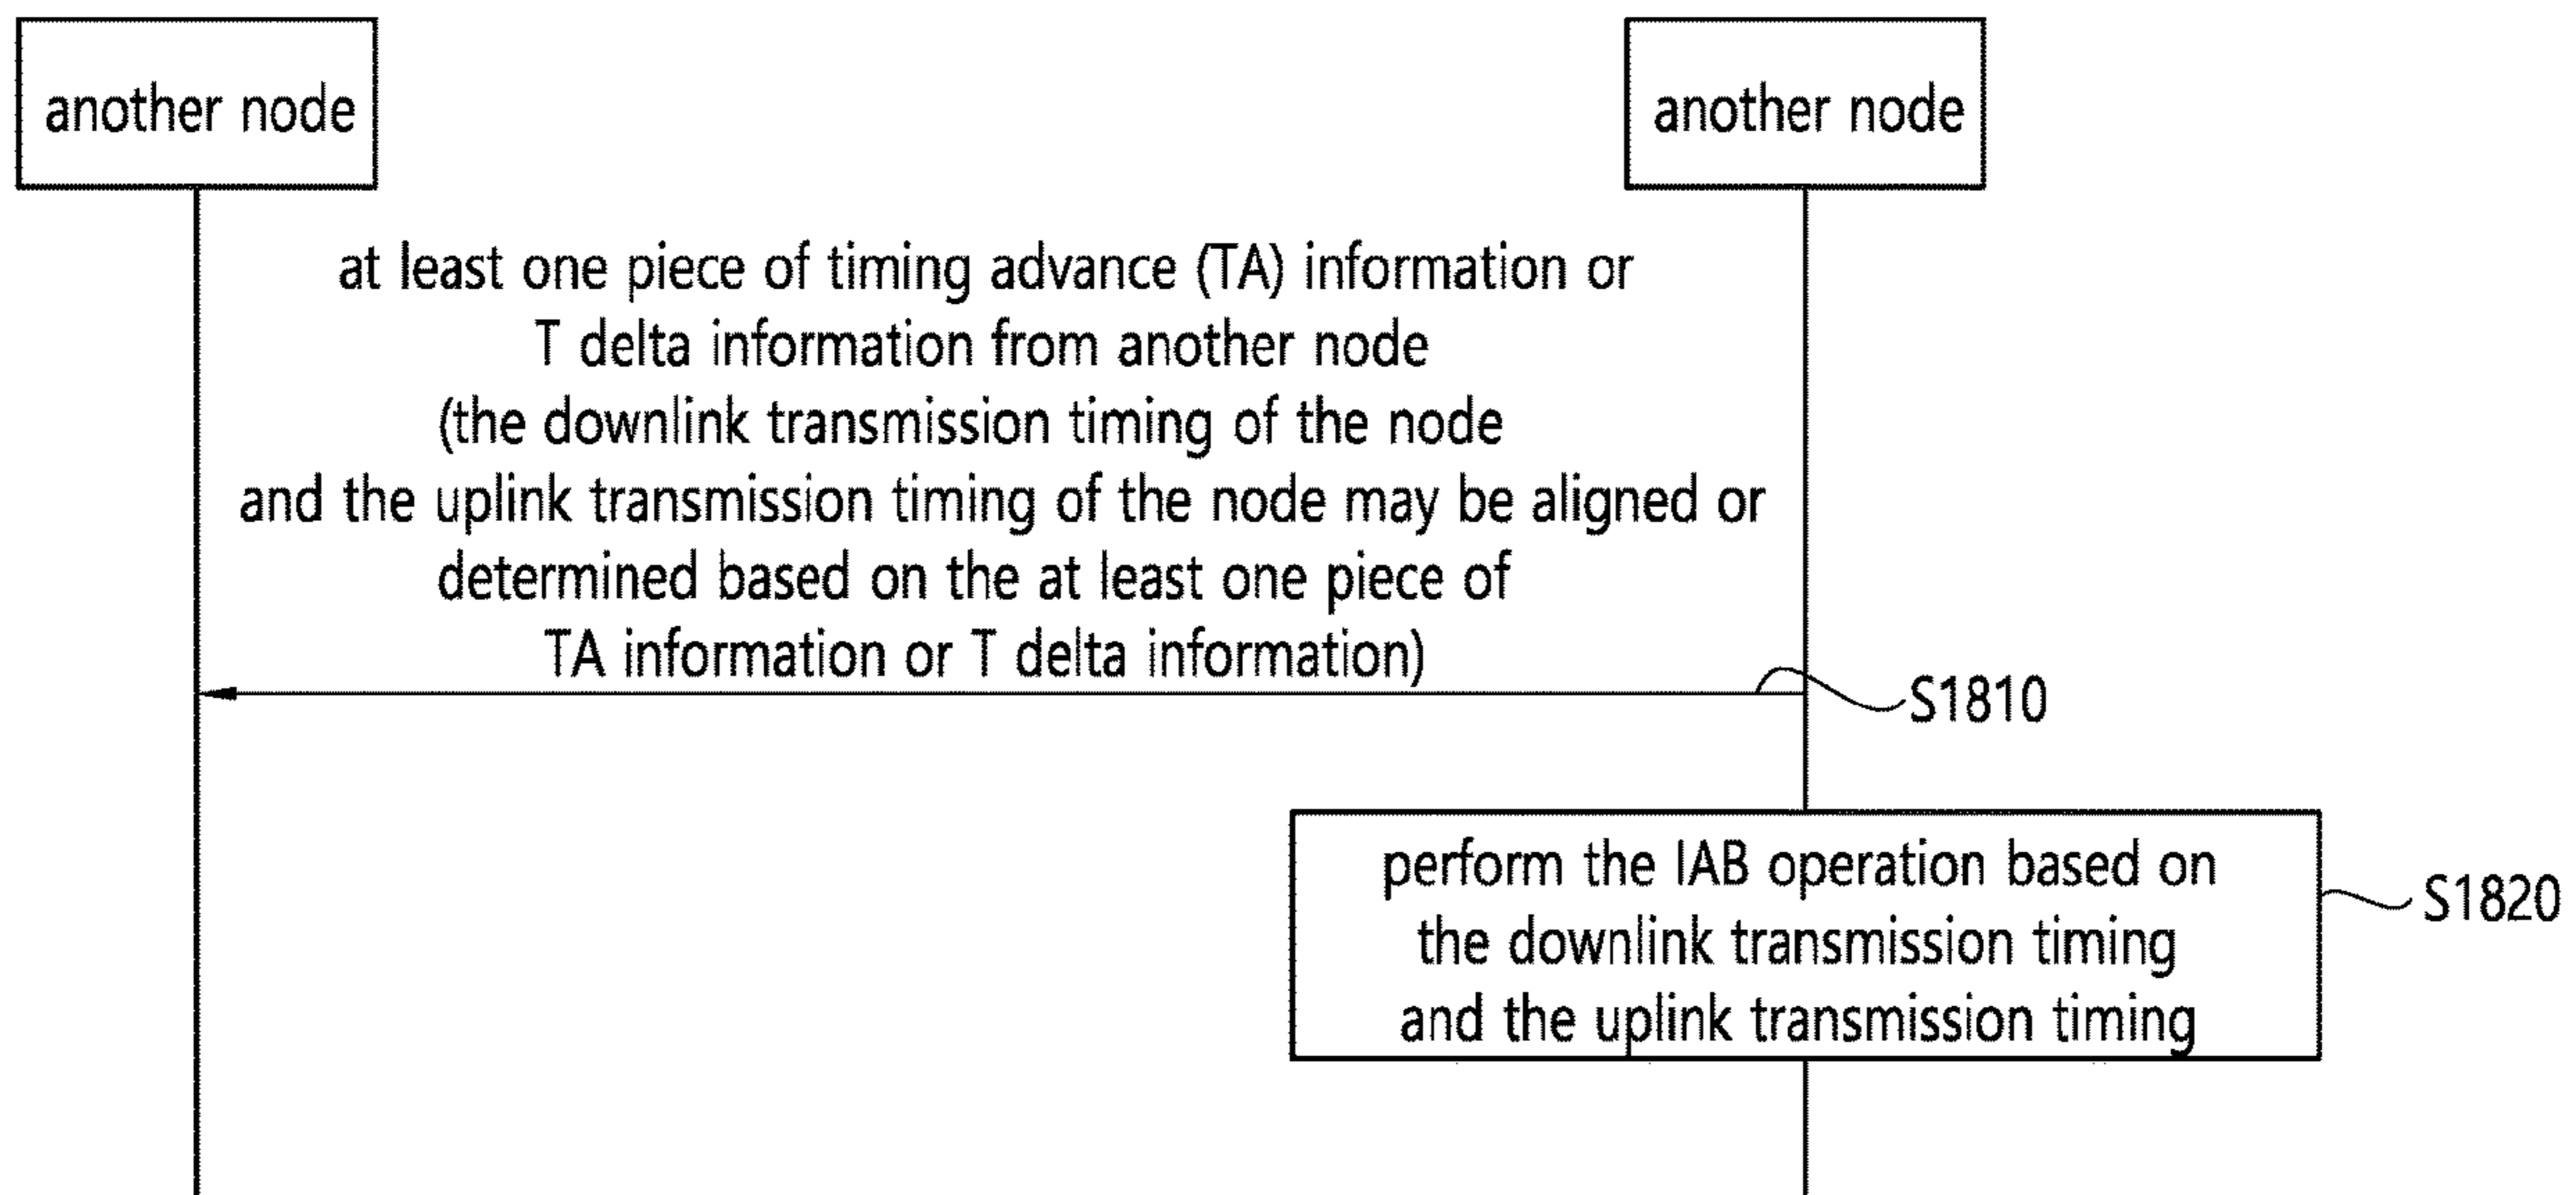 another node
another node
at least one piece of timing advance (TA) information or
T delta information from another node
(the downlink transmission timing of the node
and the uplink transmission timing of the node may be aligned or
determined based on the at least one piece of
TA information or T delta information)
S1810
perform the IAB operation based on
the downlink transmission timing
and the uplink transmission timing
S1820